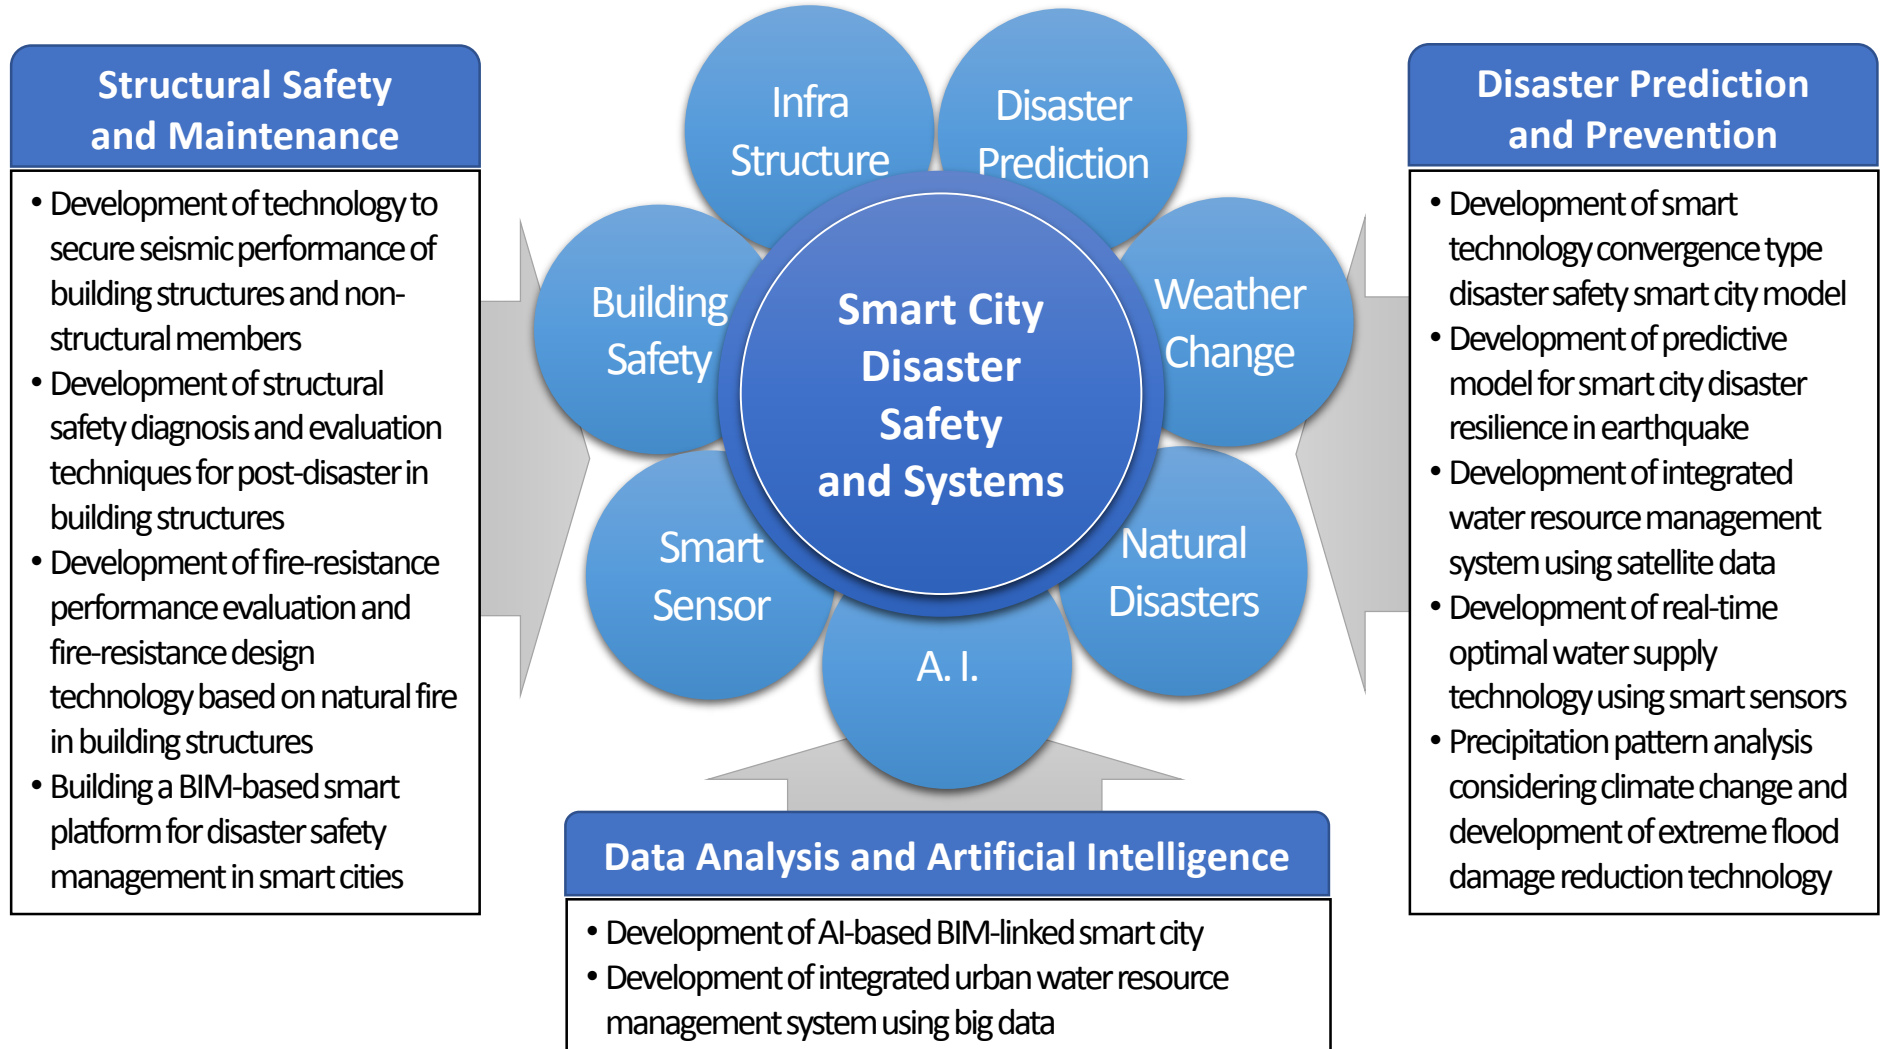 Structural Safety
and Maintenance
• Development of technology to
secure seismic performance of
building structures and non-
structural members
• Development of structural
safety diagnosis and evaluation
techniques for post-disaster in
building structures
• Development of fire-resistance
performance evaluation and
fire-resistance design
technology based on natural fire
in building structures
• Building a BIM-based smart
platform for disaster safety
management in smart cities
Infra
Structure
Disaster
Prediction
Building
Safety
Weather
Change
Smart City
Disaster
Safety
and Systems
Smart
Sensor
Natural
Disasters
A. I.
Data Analysis and Artificial Intelligence
• Development of AI-based BIM-linked smart city
• Development of integrated urban water resource
management system using big data
Disaster Prediction
and Prevention
• Development of smart
technology convergence type
disaster safety smart city model
• Development of predictive
model for smart city disaster
resilience in earthquake
• Development of integrated
water resource management
system using satellite data
• Development of real-time
optimal water supply
technology using smart sensors
• Precipitation pattern analysis
considering climate change and
development of extreme flood
damage reduction technology